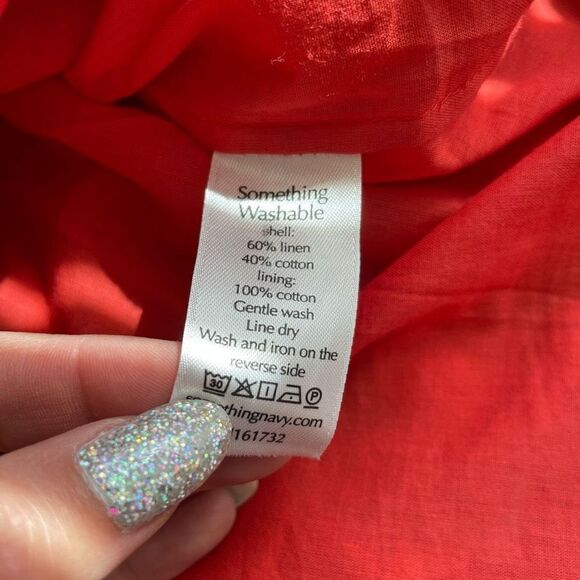 Something
Washable
shell:
60% linen
40% cotton
lining:
100% cotton
Gentle wash
Line dry
Wash and iron on the
reverse side
30 P
161732